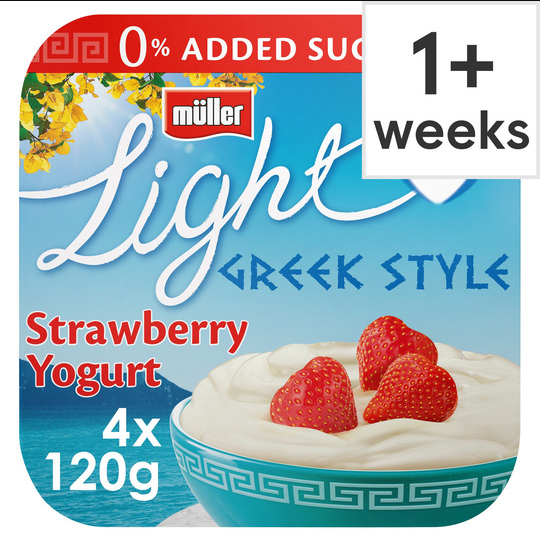 0% ADDED SUG
1+
weeks
müller
Light
GREEK STYLE
Strawberry
Yogurt
4x
120g